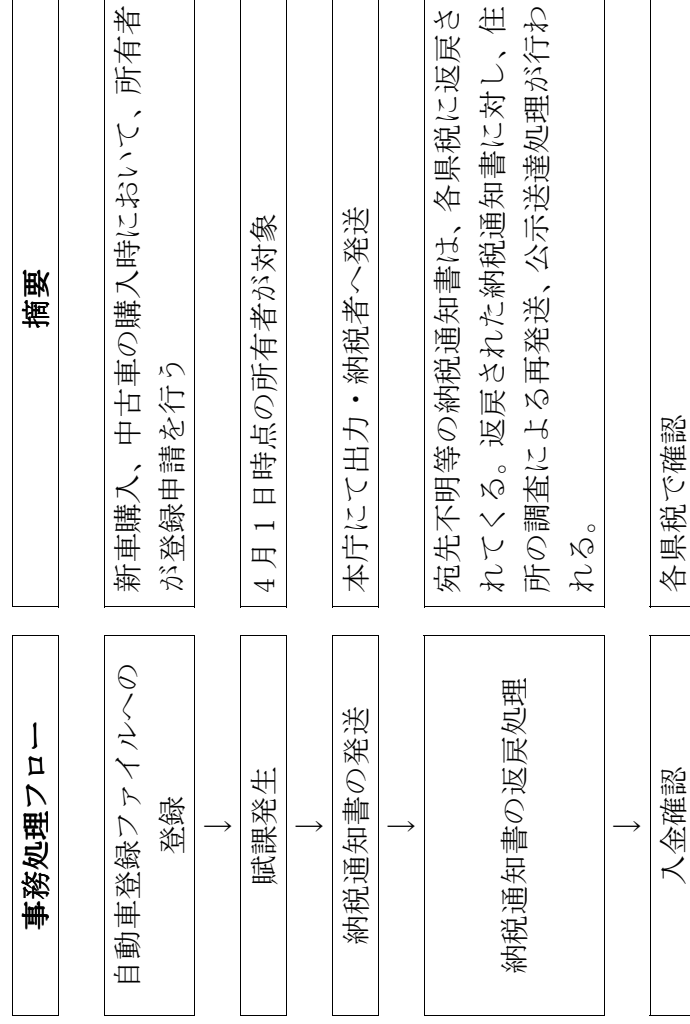 事務処理フロー
摘要
自動車登録ファイルへの
登録
新車購入、中古車の購入時において、所有者
が登録申請を行う
↓
賦課発生
4月1日時点の所有者が対象
↓
納税通知書の発送
本庁にて出力・納税者へ発送
↓
納税通知書の返戻処理
宛先不明等の納税通知書は、各県税に返戻さ
れてくる。返戻された納税通知書に対し、住
所の調査による再発送、公示送達処理が行わ
れる。
↓
入金確認
各県税で確認